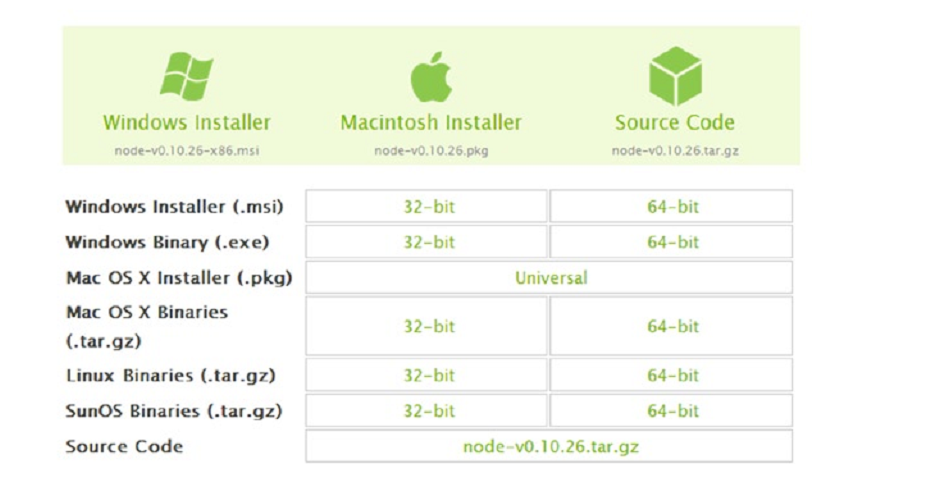 Windows Installer Macintosh Installer Source Code
node-v0.10.26-x86.msi node-v0.10.26.pkg node-v0.10.26.tar.gz
Windows Installer (.msi) 32-bit 64-bit
Windows Binary (.exe) 32-bit 64-bit
Mac OS X Installer (.pkg) Universal
Mac OS X Binaries
(.tar.gz) 32-bit 64-bit
Linux Binaries (.tar.gz) 32-bit 64-bit
SunOS Binaries (.tar.gz) 32-bit 64-bit
Source Code node-v0.10.26.tar.gz